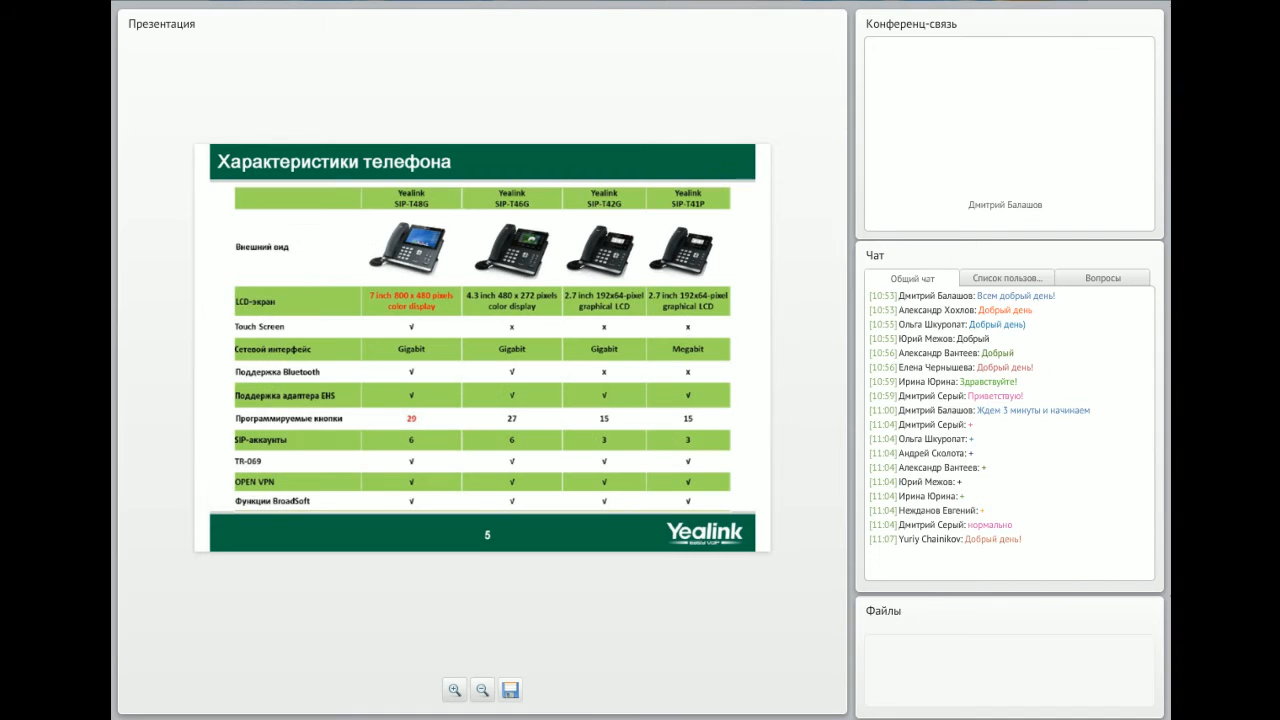 Презентация
Характеристики телефона
Yealink SIP-T48G
Yealink SIP-T46G
Yealink SIP-T42G
Yealink SIP-T41P
Внешний вид
LCD-экран
7 inch 800 x 480 pixels color display
4.3 inch 480 x 272 pixels color display
2.7 inch 192x64-pixel graphical LCD
2.7 inch 192x64-pixel graphical LCD
Touch Screen √ x x x
Сетевой интерфейс Gigabit Gigabit Gigabit Megabit
Поддержка Bluetooth √ √ x x
Поддержка адаптера EHS √ √ √ √
Программируемые кнопки 29 27 15 15
SIP-аккаунты 6 6 3 3
TR-069 √ √ √ √
OPEN VPN √ √ √ √
Функции BroadSoft √ √ √ √
5
Yealink
Конференц-связь
Дмитрий Балашов
Чат
Общий чат
Список пользов...
Вопросы
[10:53] Дмитрий Балашов: Всем добрый день!
[10:53] Александр Хохлов: Добрый день
[10:55] Ольга Шкуропат: Добрый день)
[10:55] Юрий Межов: Добрый
[10:56] Александр Вантеев: Добрый
[10:56] Елена Чернышева: Добрый день!
[10:59] Ирина Юрина: Здравствуйте!
[10:59] Дмитрий Серый: Приветствую!
[11:00] Дмитрий Балашов: Ждем 3 минуты и начинаем
[11:04] Дмитрий Серый: +
[11:04] Ольга Шкуропат: +
[11:04] Андрей Сколота: +
[11:04] Александр Вантеев: +
[11:04] Юрий Межов: +
[11:04] Ирина Юрина: +
[11:04] Нежданов Евгений: +
[11:04] Дмитрий Серый: нормально
[11:07] Yuriy Chainikov: Добрый день!
Файлы